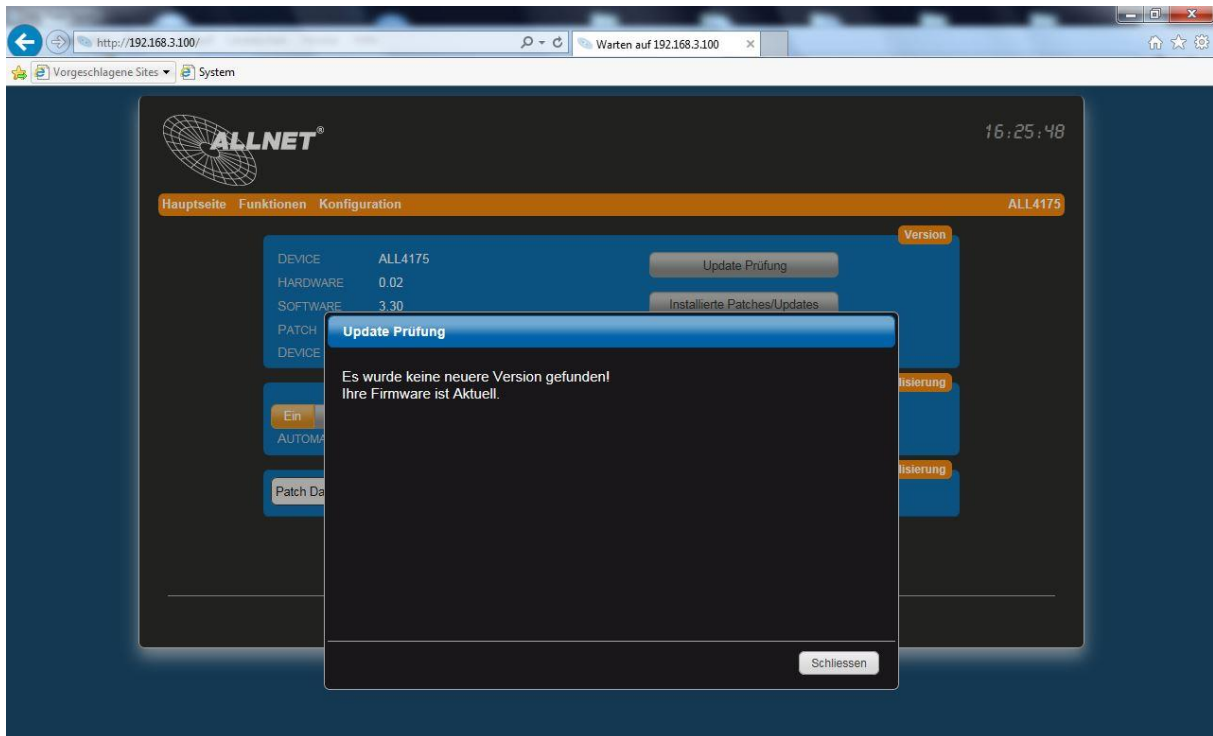 http://192.168.3.100/
Warten auf 192.168.3.100
Vorgeschlagene Sites
System
ALLNET®
16:25:48
Hauptseite Funktionen Konfiguration
ALL4175
Version
DEVICE ALL4175
Update Prüfung
HARDWARE 0.02
SOFTWARE 3.30
Installierte Patches/Updates
PATCH
DEVICE
Update Prüfung
Es wurde keine neuere Version gefunden!
Ihre Firmware ist Aktuell.
lisierung
Ein
AUTOMA
lisierung
Patch Da
Schliessen